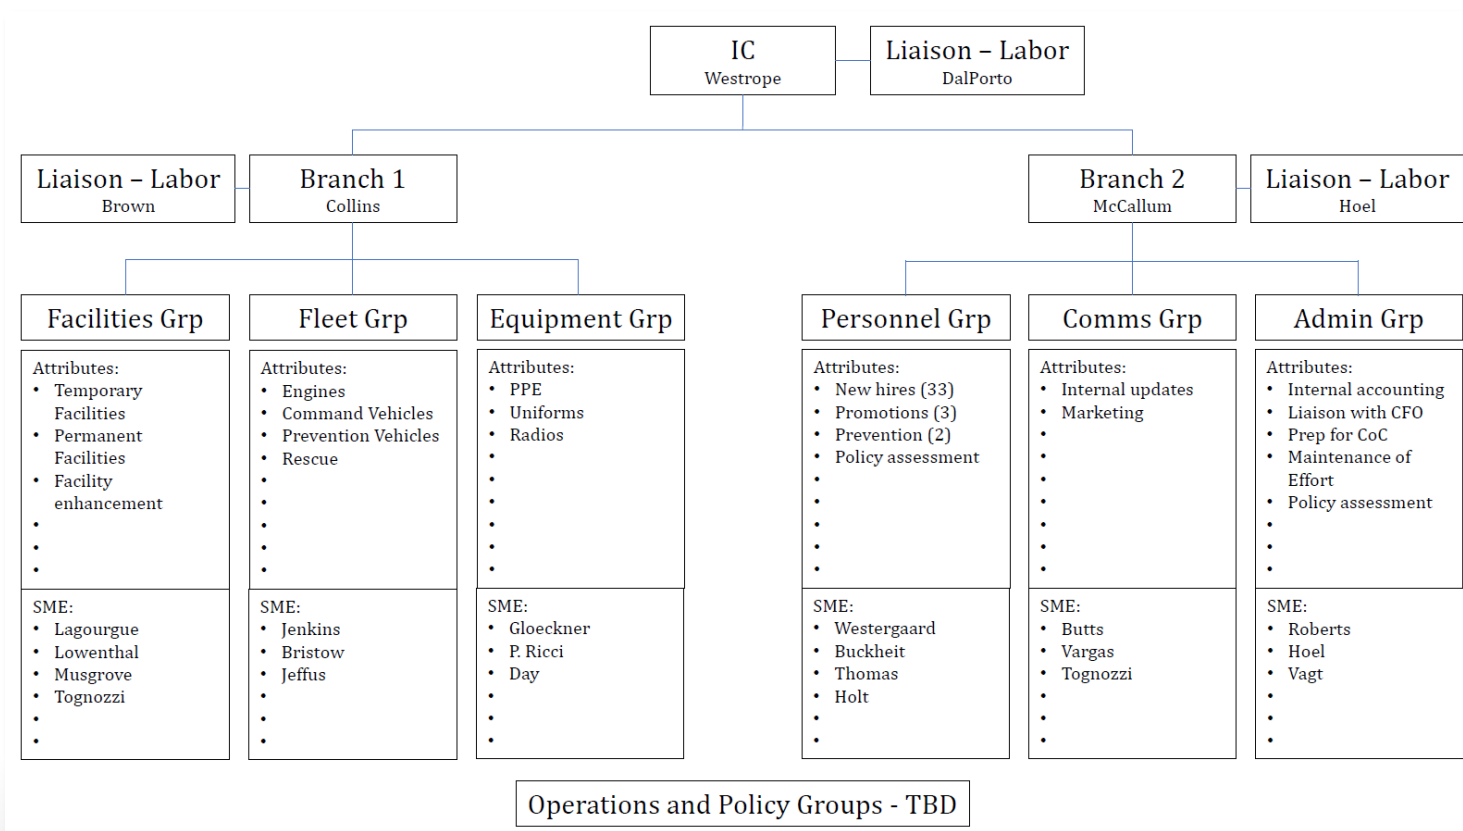 IC
Westrope
Liaison – Labor
DalPorto
Liaison – Labor
Brown
Branch 1
Collins
Branch 2
McCallum
Liaison – Labor
Hoel
Facilities Grp
Attributes:
• Temporary
Facilities
• Permanent
Facilities
• Facility
enhancement
•
•
•
SME:
• Lagourgue
• Lowenthal
• Musgrove
• Tognozzi
•
•
Fleet Grp
Attributes:
• Engines
• Command Vehicles
• Prevention Vehicles
• Rescue
•
•
•
•
•
SME:
• Jenkins
• Bristow
• Jeffus
•
•
•
Equipment Grp
Attributes:
• PPE
• Uniforms
• Radios
•
•
•
•
•
•
SME:
• Gloeckner
• P. Ricci
• Day
•
•
•
Personnel Grp
Attributes:
• New hires (33)
• Promotions (3)
• Prevention (2)
• Policy assessment
•
•
•
•
•
SME:
• Westergaard
• Buckheit
• Thomas
• Holt
•
•
Comms Grp
Attributes:
• Internal updates
• Marketing
•
•
•
•
•
•
•
SME:
• Butts
• Vargas
• Tognozzi
•
•
•
Admin Grp
Attributes:
• Internal accounting
• Liaison with CFO
• Prep for CoC
• Maintenance of
Effort
• Policy assessment
•
•
•
SME:
• Roberts
• Hoel
• Vagt
•
•
•
Operations and Policy Groups - TBD